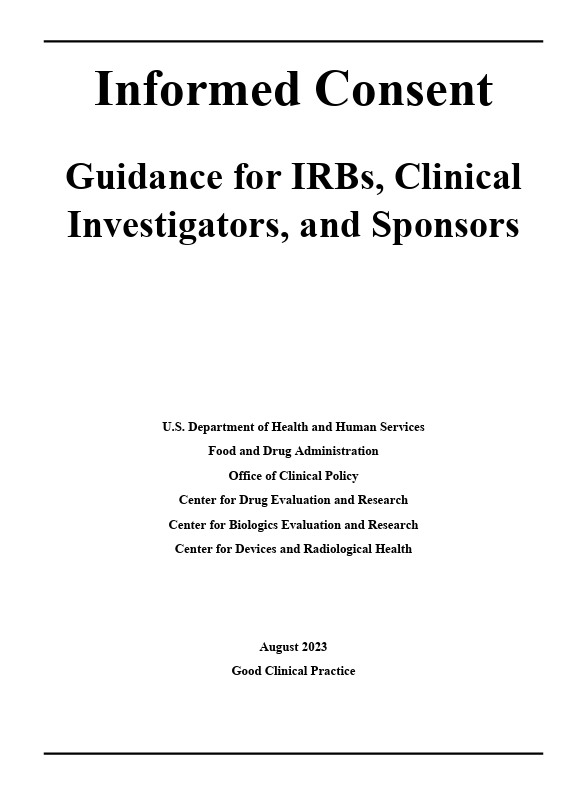 Informed Consent
Guidance for IRBs, Clinical
Investigators, and Sponsors
U.S. Department of Health and Human Services
Food and Drug Administration
Office of Clinical Policy
Center for Drug Evaluation and Research
Center for Biologics Evaluation and Research
Center for Devices and Radiological Health
August 2023
Good Clinical Practice